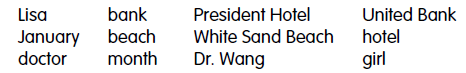 Lisa bank President Hotel United Bank
January beach White Sand Beach hotel
doctor month Dr. Wang girl